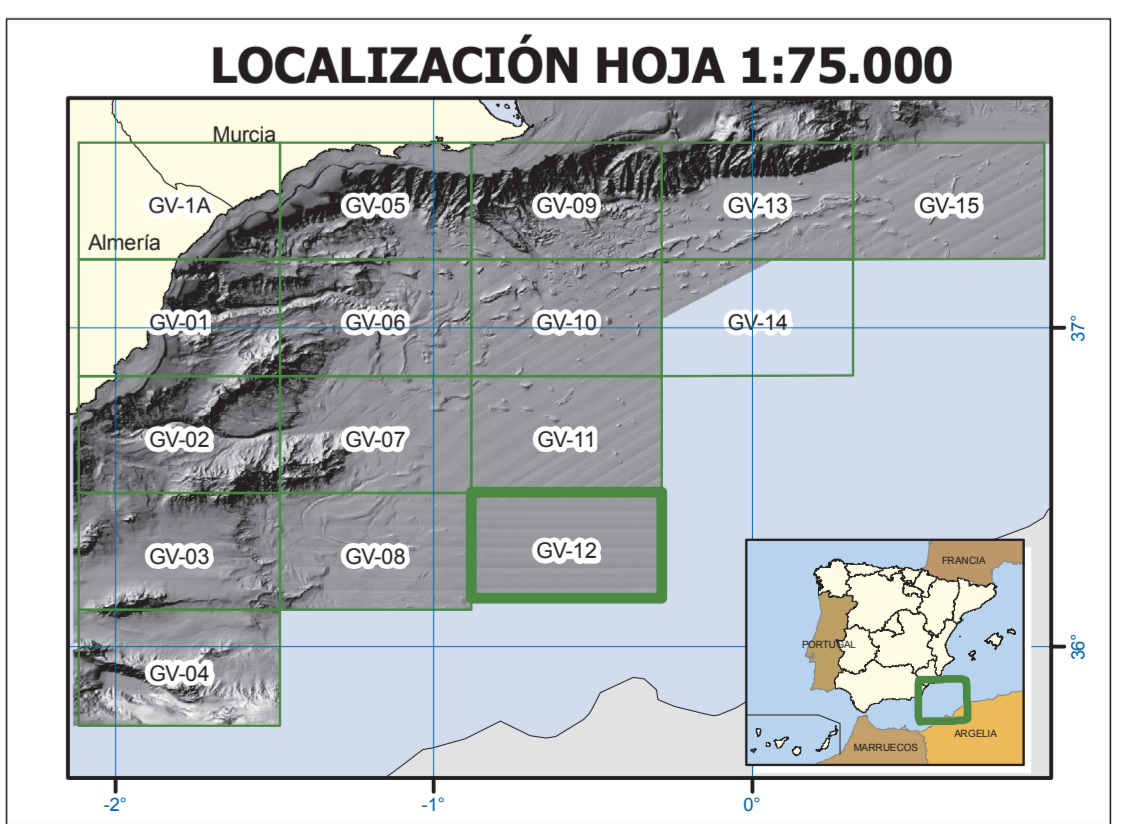 LOCALIZACIÓN HOJA 1:75.000
Murcia
GV-1A
GV-05
GV-09
GV-13
GV-15
Almería
GV-01
GV-06
GV-10
GV-14
37°
GV-02
GV-07
GV-11
GV-03
GV-08
GV-12
FRANCIA
PORTUGAL
36°
GV-04
ARGELIA
MARRUECOS
-2°
-1°
0°